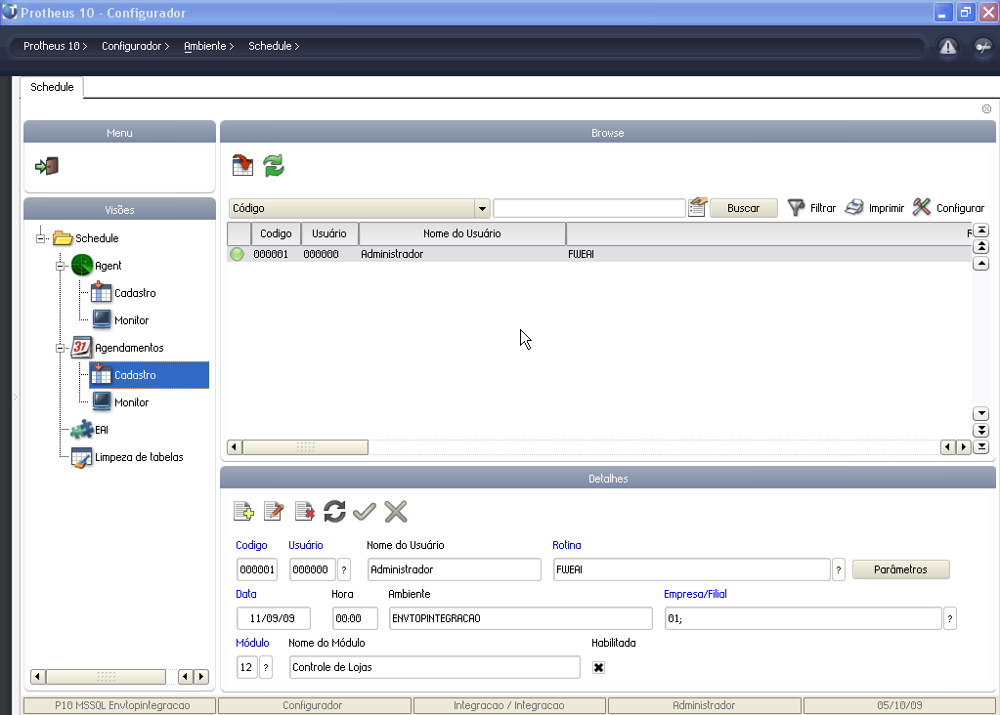 Protheus 10 - Configurador
Protheus 10 > Configurador > Ambiente > Schedule >
Schedule
Menu
Visões
Schedule
Agent
Cadastro
Monitor
31 Agendamentos
Cadastro
Monitor
EAI
Limpeza de tabelas
Browse
Código Buscar Filtrar Imprimir Configurar
Codigo Usuário Nome do Usuário
000001 000000 Administrador FWEAI
Detalhes
Codigo Usuário Nome do Usuário Rotina
000001 000000 ? Administrador FWEAI ? Parâmetros
Data Hora Ambiente Empresa/Filial
11/09/09 00:00 ENVTOPINTEGRACAO 01; ?
Módulo Nome do Módulo Habilitada
12 ? Controle de Lojas
P10 MSSQL Envtopintegracao Configurador Integracao / Integracao Administrador 05/10/09